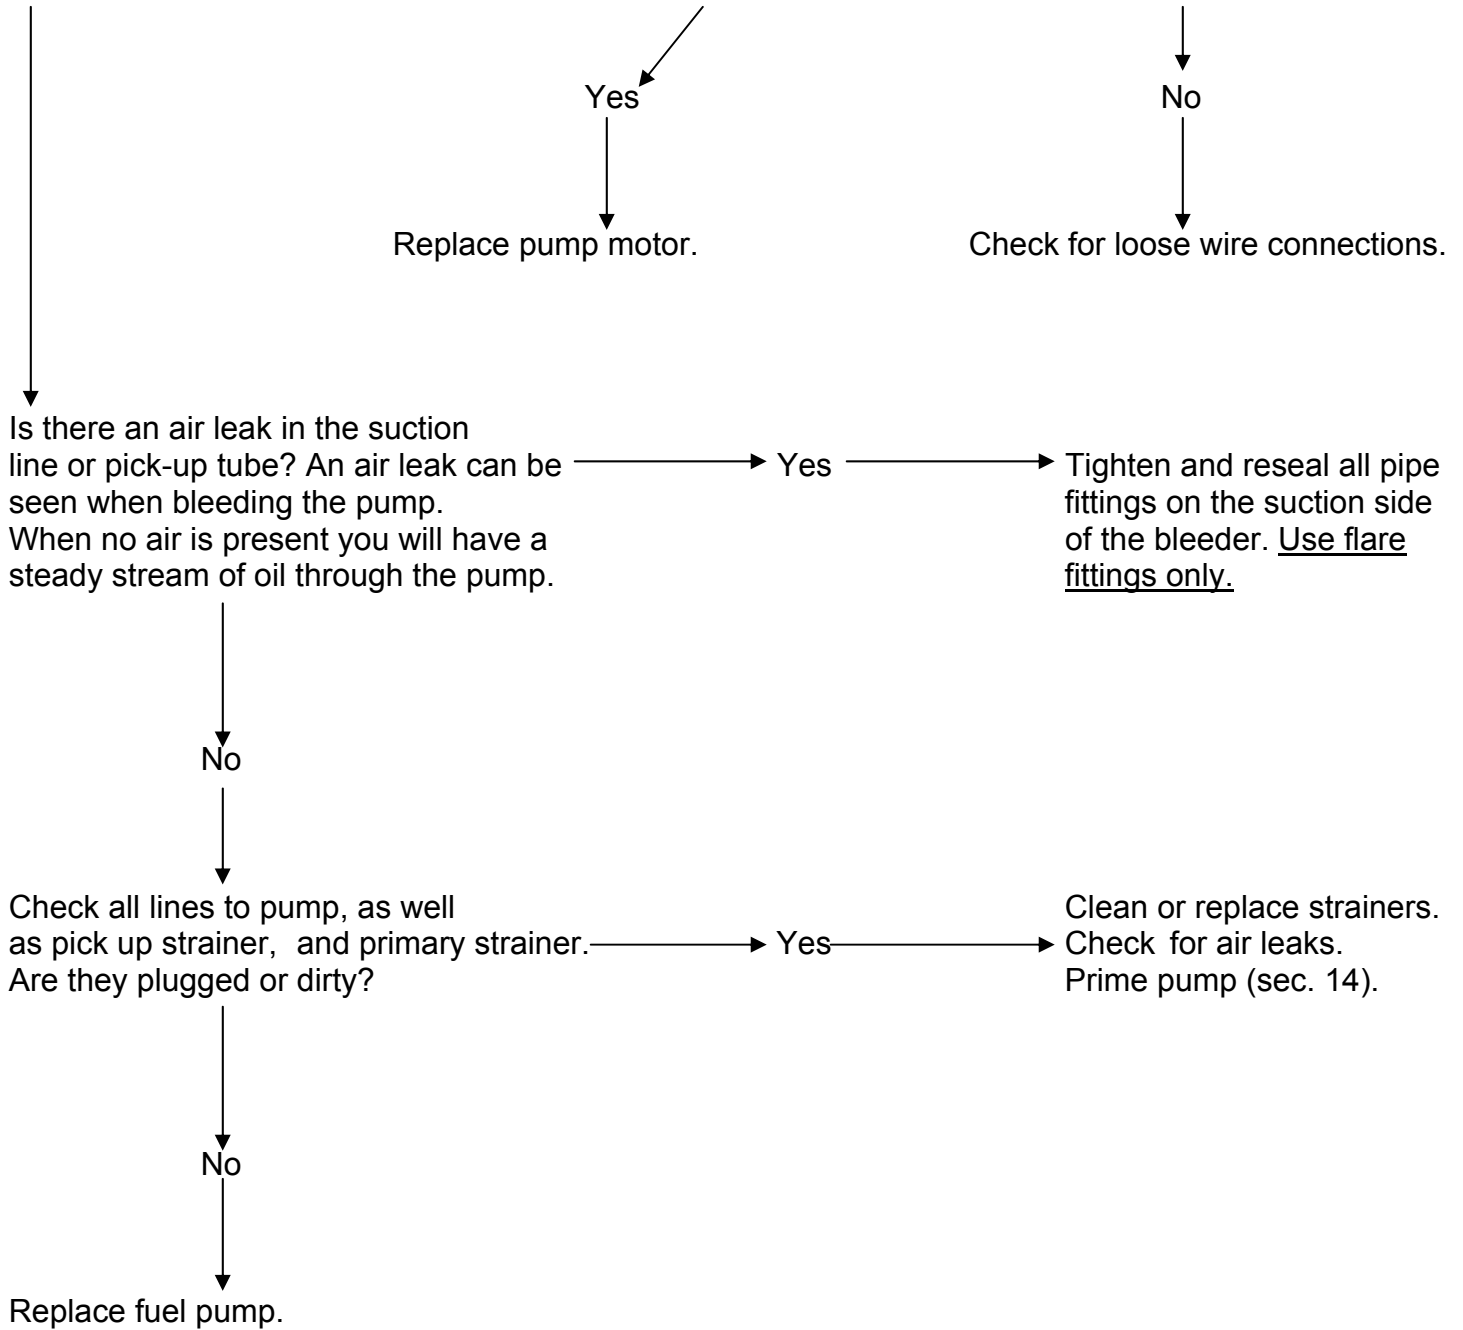 Yes
No
Replace pump motor.
Check for loose wire connections.
Is there an air leak in the suction
line or pick-up tube? An air leak can be
seen when bleeding the pump.
When no air is present you will have a
steady stream of oil through the pump.
Yes
Tighten and reseal all pipe
fittings on the suction side
of the bleeder. Use flare
fittings only.
No
Check all lines to pump, as well
as pick up strainer, and primary strainer.
Are they plugged or dirty?
Yes
Clean or replace strainers.
Check for air leaks.
Prime pump (sec. 14).
No
Replace fuel pump.